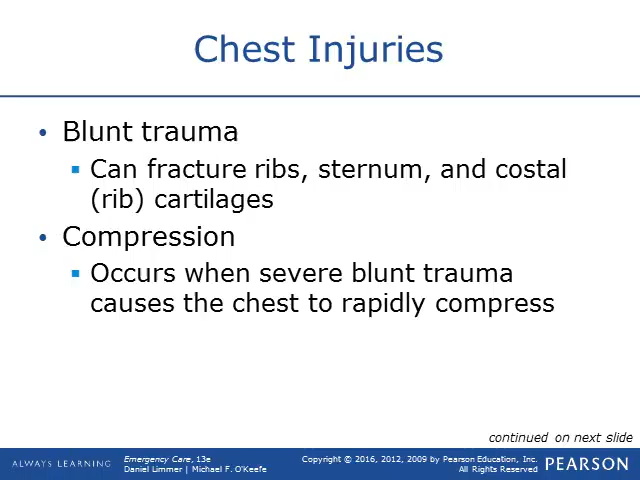 Chest Injuries
• Blunt trauma
▪ Can fracture ribs, sternum, and costal
(rib) cartilages
• Compression
▪ Occurs when severe blunt trauma
causes the chest to rapidly compress
continued on next slide
ALWAYS LEARNING
Emergency Care, 13e
Daniel Limmer | Michael F. O'Keefe
Copyright © 2016, 2012, 2009 by Pearson Education, Inc.
All Rights Reserved
PEARSON